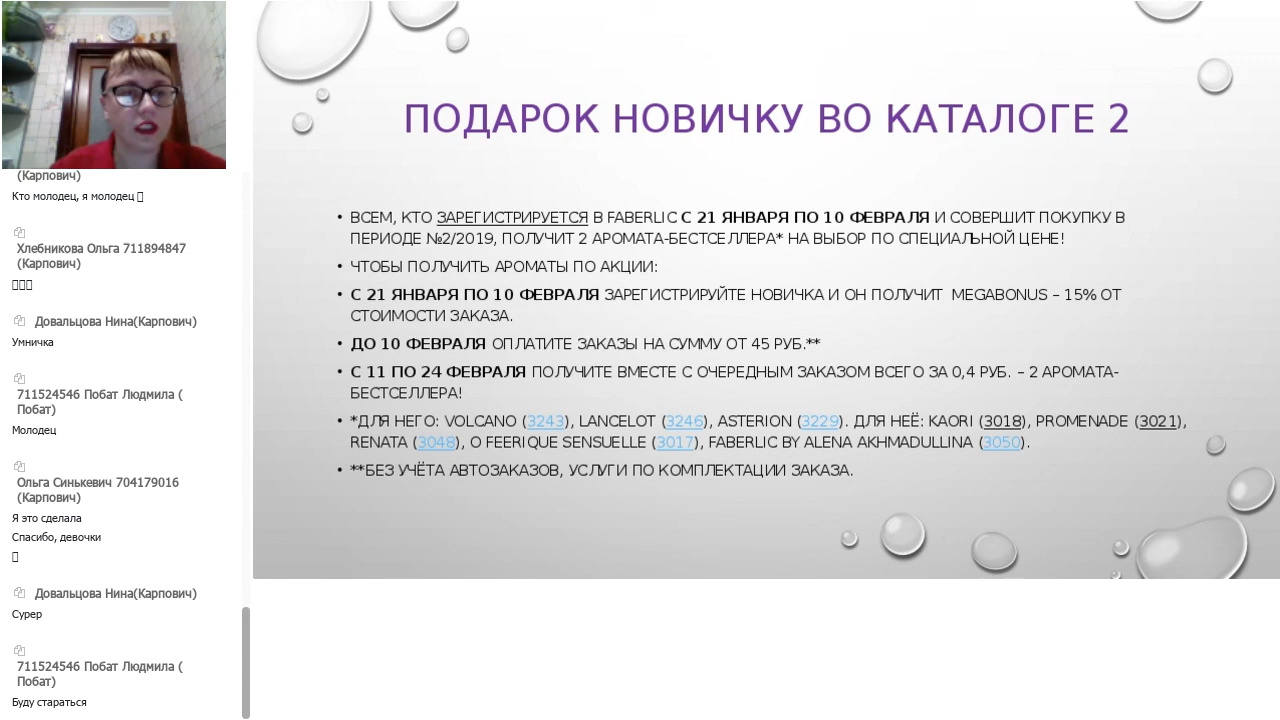 (Карпович)
Кто молодец, я молодец
Хлебникова Ольга 711894847
(Карпович)
Довальцова Нина(Карпович)
Умничка
711524546 Побат Людмила (
Побат)
Молодец
Ольга Синькевич 704179016
(Карпович)
Я это сделала
Спасибо, девочки
Довальцова Нина(Карпович)
Сурер
711524546 Побат Людмила (
Побат)
Буду стараться
ПОДАРОК НОВИЧКУ ВО КАТАЛОГЕ 2
• ВСЕМ, КТО ЗАРЕГИСТРИРУЕТСЯ В FABERLIC С 21 ЯНВАРЯ ПО 10 ФЕВРАЛЯ И СОВЕРШИТ ПОКУПКУ В
ПЕРИОДЕ №2/2019, ПОЛУЧИТ 2 АРОМАТА-БЕСТСЕЛЛЕРА* НА ВЫБОР ПО СПЕЦИАЛЬНОЙ ЦЕНЕ!
• ЧТОБЫ ПОЛУЧИТЬ АРОМАТЫ ПО АКЦИИ:
• С 21 ЯНВАРЯ ПО 10 ФЕВРАЛЯ ЗАРЕГИСТРИРУЙТЕ НОВИЧКА И ОН ПОЛУЧИТ MEGABONUS – 15% ОТ
СТОИМОСТИ ЗАКАЗА.
• ДО 10 ФЕВРАЛЯ ОПЛАТИТЕ ЗАКАЗЫ НА СУММУ ОТ 45 РУБ.**
• С 11 ПО 24 ФЕВРАЛЯ ПОЛУЧИТЕ ВМЕСТЕ С ОЧЕРЕДНЫМ ЗАКАЗОМ ВСЕГО ЗА 0,4 РУБ. – 2 АРОМАТА-
БЕСТСЕЛЛЕРА!
• *ДЛЯ НЕГО: VOLCANO (3243), LANCELOT (3246), ASTERION (3229). ДЛЯ НЕЁ: KAORI (3018), PROMENADE (3021),
RENATA (3048), O FEERIQUE SENSUELLE (3017), FABERLIC BY ALENA AKHMADULLINA (3050).
• **БЕЗ УЧЁТА АВТОЗАКАЗОВ, УСЛУГИ ПО КОМПЛЕКТАЦИИ ЗАКАЗА.